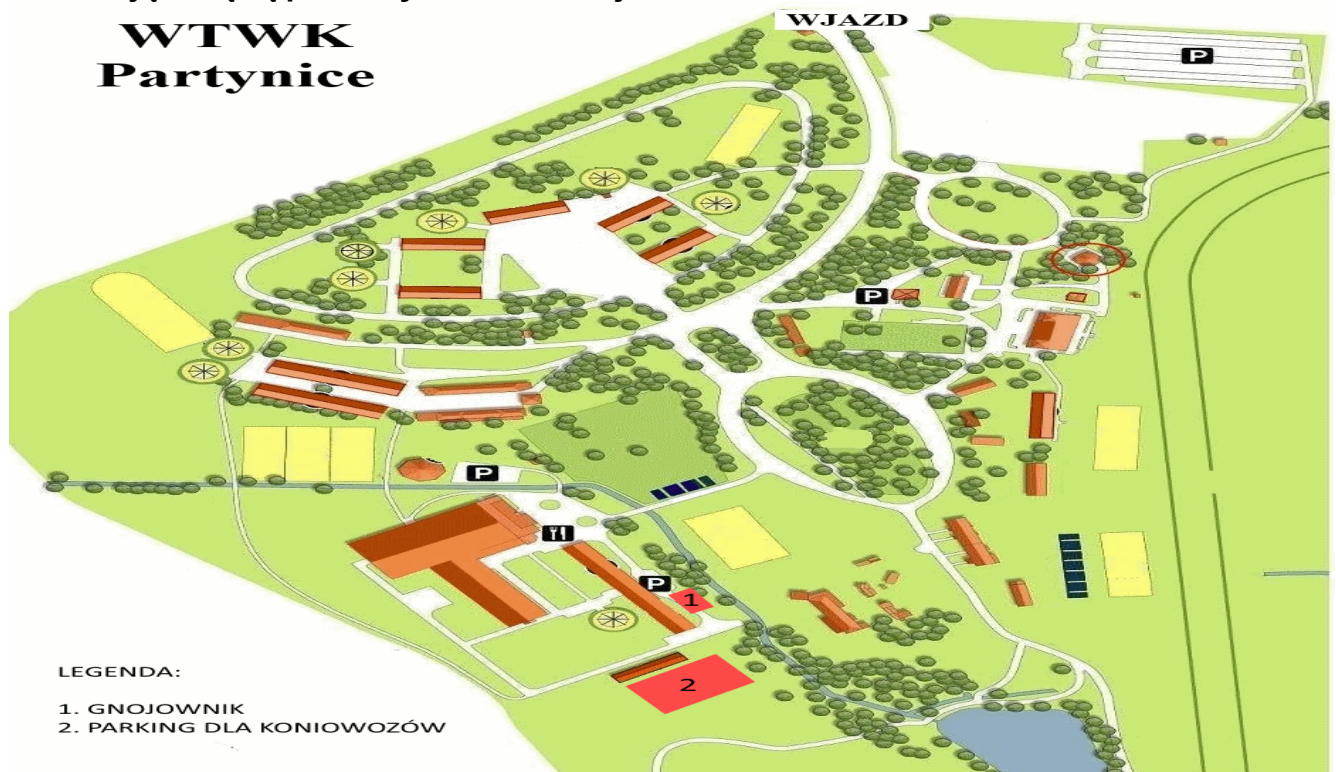 WTWK
Partynice
WJAZD
P
P
P
P
1
2
LEGENDA:
1. GNOJOWNIK
2. PARKING DLA KONIOWOZÓW